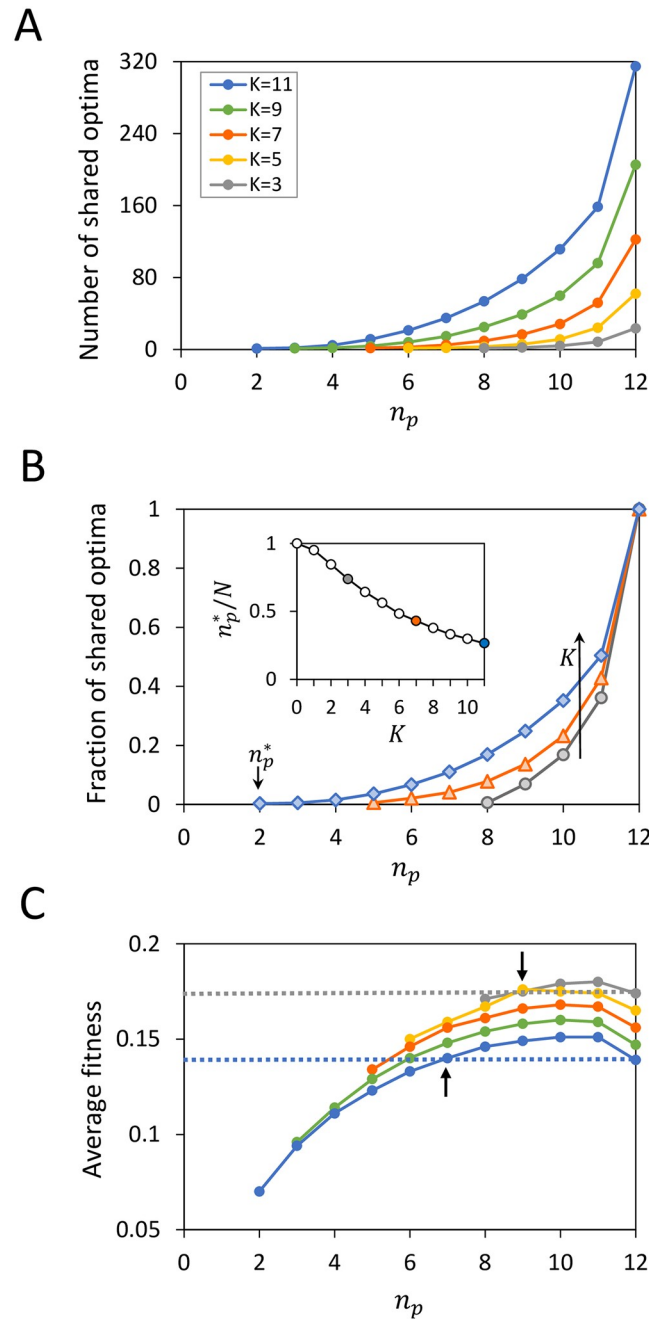 A
Number of shared optima
320
240
160
80
0
K=11
K=9
K=7
K=5
K=3
0 2 4 6 8 10 12
n_p
B
Fraction of shared optima
1
0.8
0.6
0.4
0.2
0
n_p^*/N
1
0.5
0
0 2 4 6 8 10
K
K
n_p^*
0 2 4 6 8 10 12
n_p
C
Average fitness
0.2
0.15
0.1
0.05
0 2 4 6 8 10 12
n_p